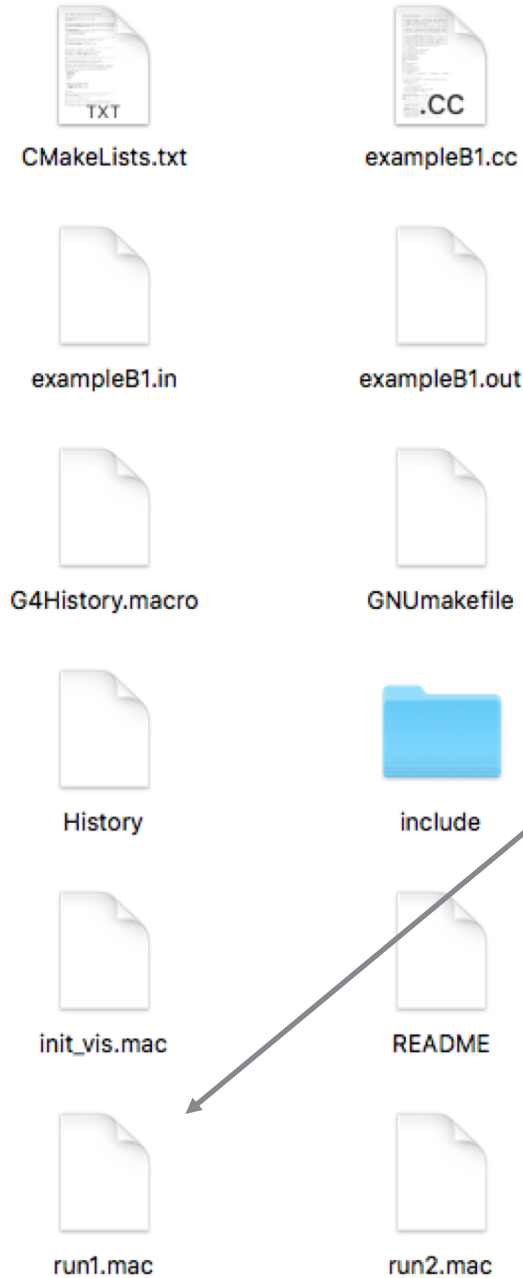 TXT
.CC
CMakeLists.txt
exampleB1.cc
exampleB1.in
exampleB1.out
G4History.macro
GNUmakefile
History
include
init_vis.mac
README
run1.mac
run2.mac